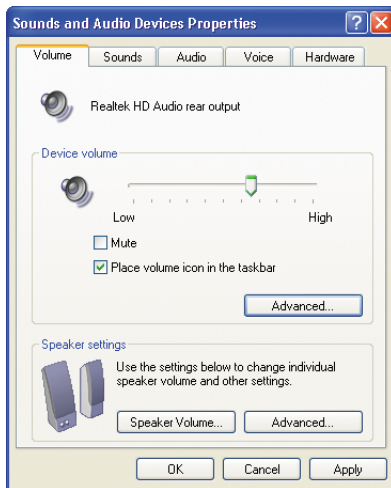 Sounds and Audio Devices Properties
Volume Sounds Audio Voice Hardware
Realtek HD Audio rear output
Device volume
Low High
Mute
Place volume icon in the taskbar
Advanced...
Speaker settings
Use the settings below to change individual
speaker volume and other settings.
Speaker Volume... Advanced...
OK Cancel Apply